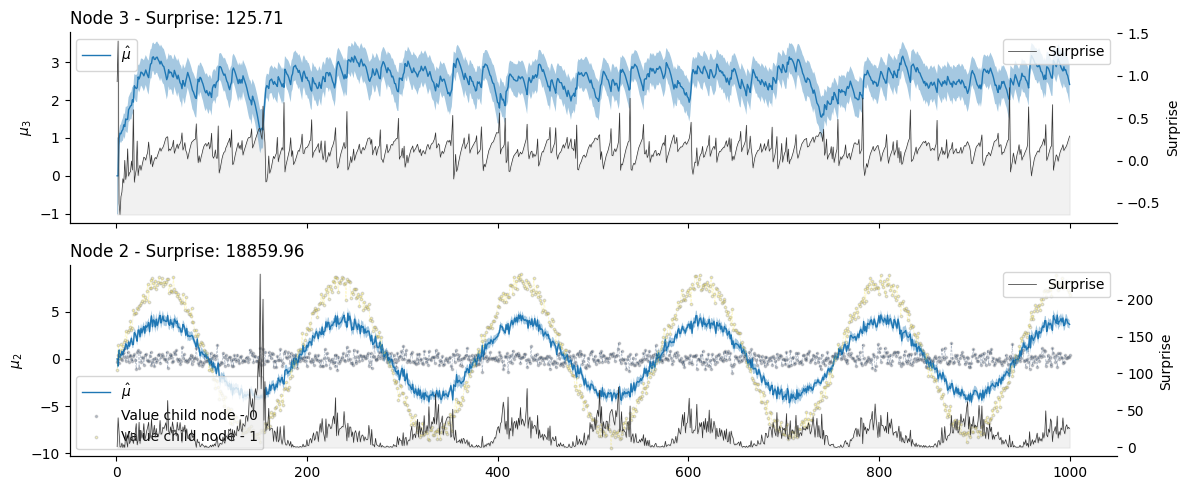 Node 3 - Surprise: 125.71
μ̂
Surprise
3
2
1
0
−1
μ₃
1.5
1.0
0.5
0.0
−0.5
Surprise
Node 2 - Surprise: 18859.96
Surprise
5
0
−5
−10
μ₂
μ̂
Value child node - 0
Value child node - 1
200
150
100
50
0
Surprise
0
200
400
600
800
1000